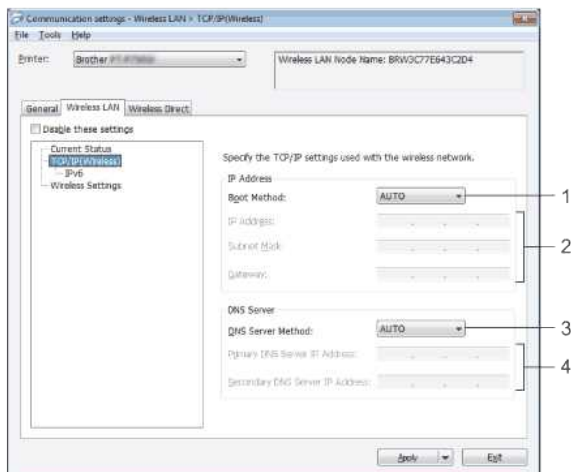 Communication settings - Wireless LAN > TCP/IP(Wireless)
File Tools Help
Printer: Brother
Wireless LAN Node Name: BRW3C77E643C2D4
General Wireless LAN Wireless Direct
Disable these settings
Current Status
TCP/IP(Wireless)
IPv6
Wireless Settings
Specify the TCP/IP settings used with the wireless network.
IP Address
Boot Method: AUTO 1
IP Address:
Subnet Mask 2
Gateway:
DNS Server
DNS Server Method: AUTO 3
Primary DNS Server IP Address: 4
Secondary DNS Server IP Address:
Apply Exit